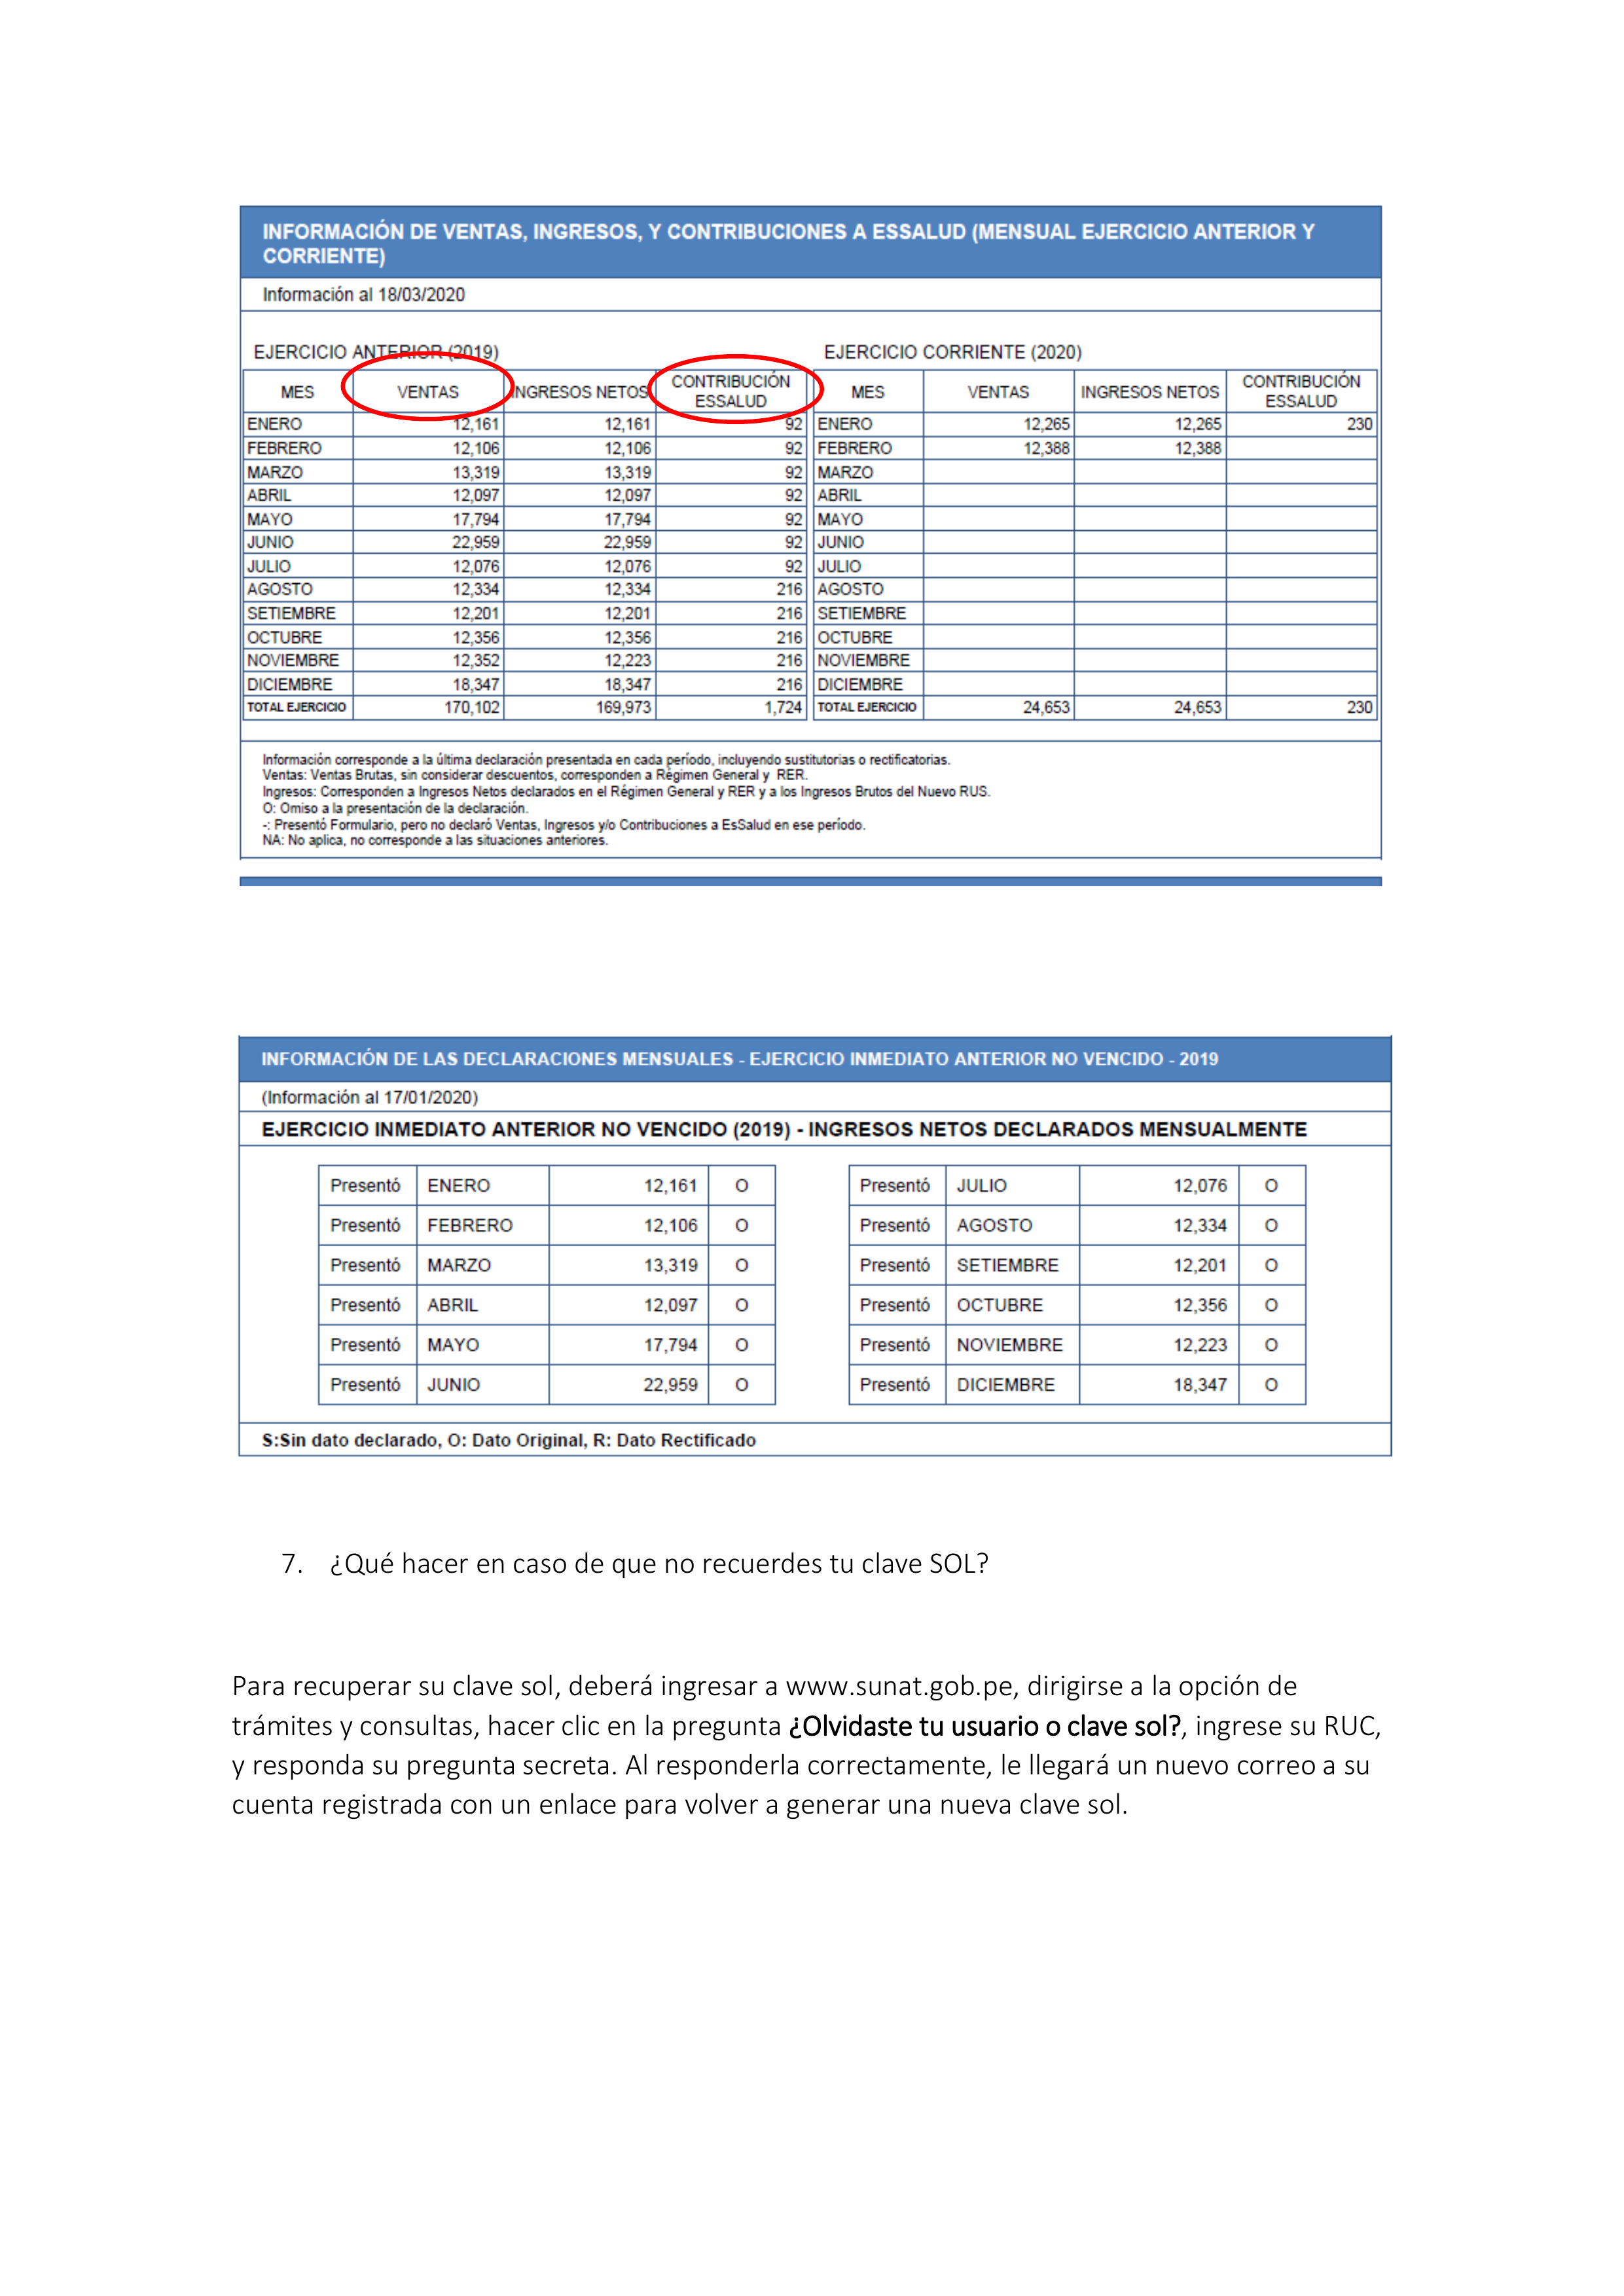 INFORMACIÓN DE VENTAS, INGRESOS, Y CONTRIBUCIONES A ESSALUD (MENSUAL EJERCICIO ANTERIOR Y
CORRIENTE)
Información al 18/03/2020
EJERCICIO ANTERIOR (2019) EJERCICIO CORRIENTE (2020)
MES VENTAS INGRESOS NETOS CONTRIBUCIÓN ESSALUD MES VENTAS INGRESOS NETOS CONTRIBUCIÓN ESSALUD
ENERO 12,161 12,161 92 ENERO 12,265 12,265 230
FEBRERO 12,106 12,106 92 FEBRERO 12,388 12,388
MARZO 13,319 13,319 92 MARZO
ABRIL 12,097 12,097 92 ABRIL
MAYO 17,794 17,794 92 MAYO
JUNIO 22,959 22,959 92 JUNIO
JULIO 12,076 12,076 92 JULIO
AGOSTO 12,334 12,334 216 AGOSTO
SETIEMBRE 12,201 12,201 216 SETIEMBRE
OCTUBRE 12,356 12,356 216 OCTUBRE
NOVIEMBRE 12,352 12,223 216 NOVIEMBRE
DICIEMBRE 18,347 18,347 216 DICIEMBRE
TOTAL EJERCICIO 170,102 169,973 1,724 TOTAL EJERCICIO 24,653 24,653 230
Información corresponde a la última declaración presentada en cada período, incluyendo sustitutorias o rectificatorias.
Ventas: Ventas Brutas, sin considerar descuentos, corresponden a Régimen General y RER.
Ingresos: Corresponden a Ingresos Netos declarados en el Régimen General y RER y a los Ingresos Brutos del Nuevo RUS.
O: Omiso a la presentación de la declaración.
-: Presentó Formulario, pero no declaró Ventas, Ingresos y/o Contribuciones a EsSalud en ese período.
NA: No aplica, no corresponde a las situaciones anteriores.
INFORMACIÓN DE LAS DECLARACIONES MENSUALES - EJERCICIO INMEDIATO ANTERIOR NO VENCIDO - 2019
(Información al 17/01/2020)
EJERCICIO INMEDIATO ANTERIOR NO VENCIDO (2019) - INGRESOS NETOS DECLARADOS MENSUALMENTE
Presentó ENERO 12,161 O Presentó JULIO 12,076 O
Presentó FEBRERO 12,106 O Presentó AGOSTO 12,334 O
Presentó MARZO 13,319 O Presentó SETIEMBRE 12,201 O
Presentó ABRIL 12,097 O Presentó OCTUBRE 12,356 O
Presentó MAYO 17,794 O Presentó NOVIEMBRE 12,223 O
Presentó JUNIO 22,959 O Presentó DICIEMBRE 18,347 O
S:Sin dato declarado, O: Dato Original, R: Dato Rectificado
7. ¿Qué hacer en caso de que no recuerdes tu clave SOL?
Para recuperar su clave sol, deberá ingresar a www.sunat.gob.pe, dirigirse a la opción de
trámites y consultas, hacer clic en la pregunta ¿Olvidaste tu usuario o clave sol?, ingrese su RUC,
y responda su pregunta secreta. Al responderla correctamente, le llegará un nuevo correo a su
cuenta registrada con un enlace para volver a generar una nueva clave sol.